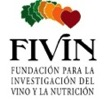 FIVIN
FUNDACIÓN PARA LA
INVESTIGACIÓN DEL
VINO Y LA NUTRICIÓN